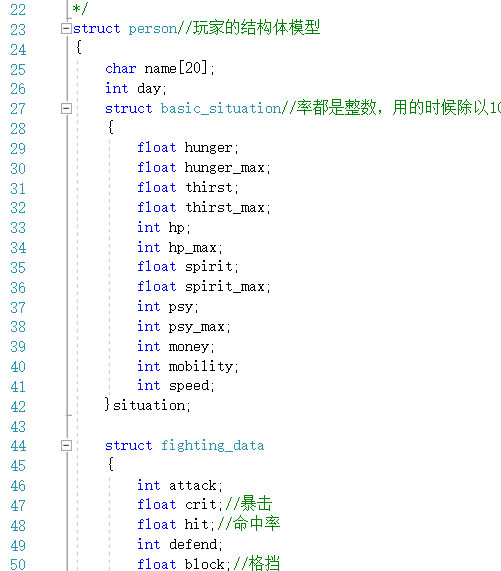 22 */
23 struct person//玩家的结构体模型
24 {
25 char name[20];
26 int day;
27 struct basic_situation//率都是整数，用的时候除以10
28 {
29 float hunger;
30 float hunger_max;
31 float thirst;
32 float thirst_max;
33 int hp;
34 int hp_max;
35 float spirit;
36 float spirit_max;
37 int psy;
38 int psy_max;
39 int money;
40 int mobility;
41 int speed;
42 }situation;
43
44 struct fighting_data
45 {
46 int attack;
47 float crit;//暴击
48 float hit;//命中率
49 int defend;
50 float block;//格挡